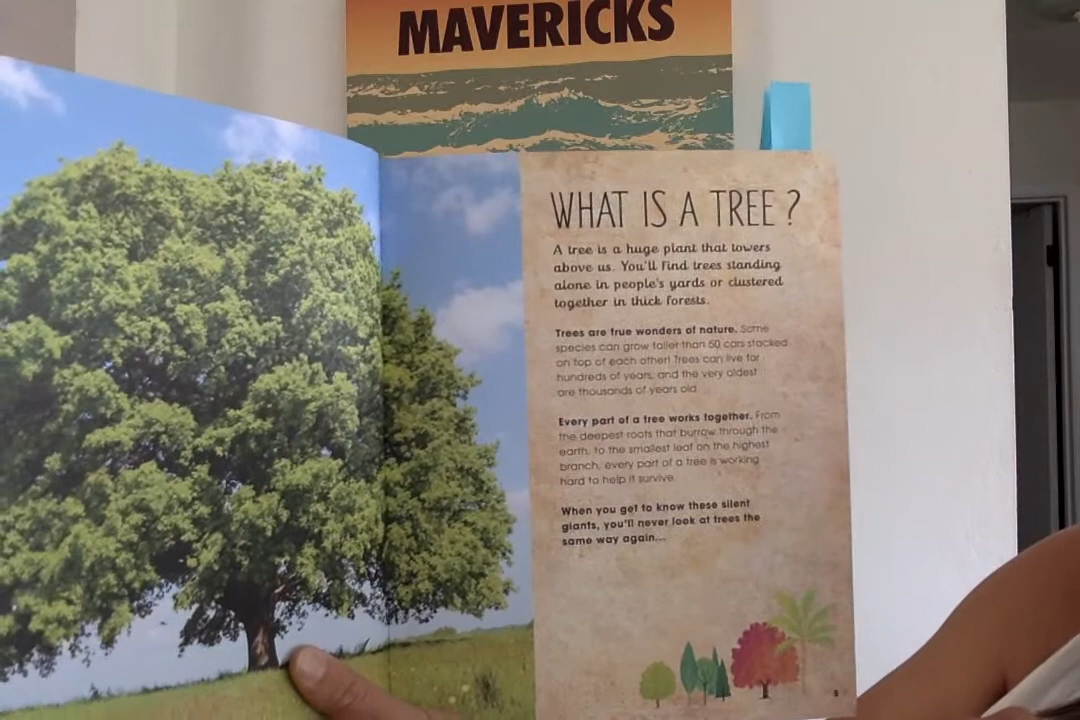 MAVERICKS
WHAT IS A TREE?
A tree is a huge plant that towers
above us. You'll find trees standing
alone in people's yards or clustered
together in thick forests.
Trees are true wonders of nature. Some
species can grow taller than 50 cars stacked
on top of each other! Trees can live for
hundreds of years, and the very oldest
are thousands of years old.
Every part of a tree works together. From
the deepest roots that burrow through the
earth, to the smallest leaf on the highest
branch, every part of a tree is working
hard to help it survive.
When you get to know these silent
giants, you'll never look at trees the
same way again...